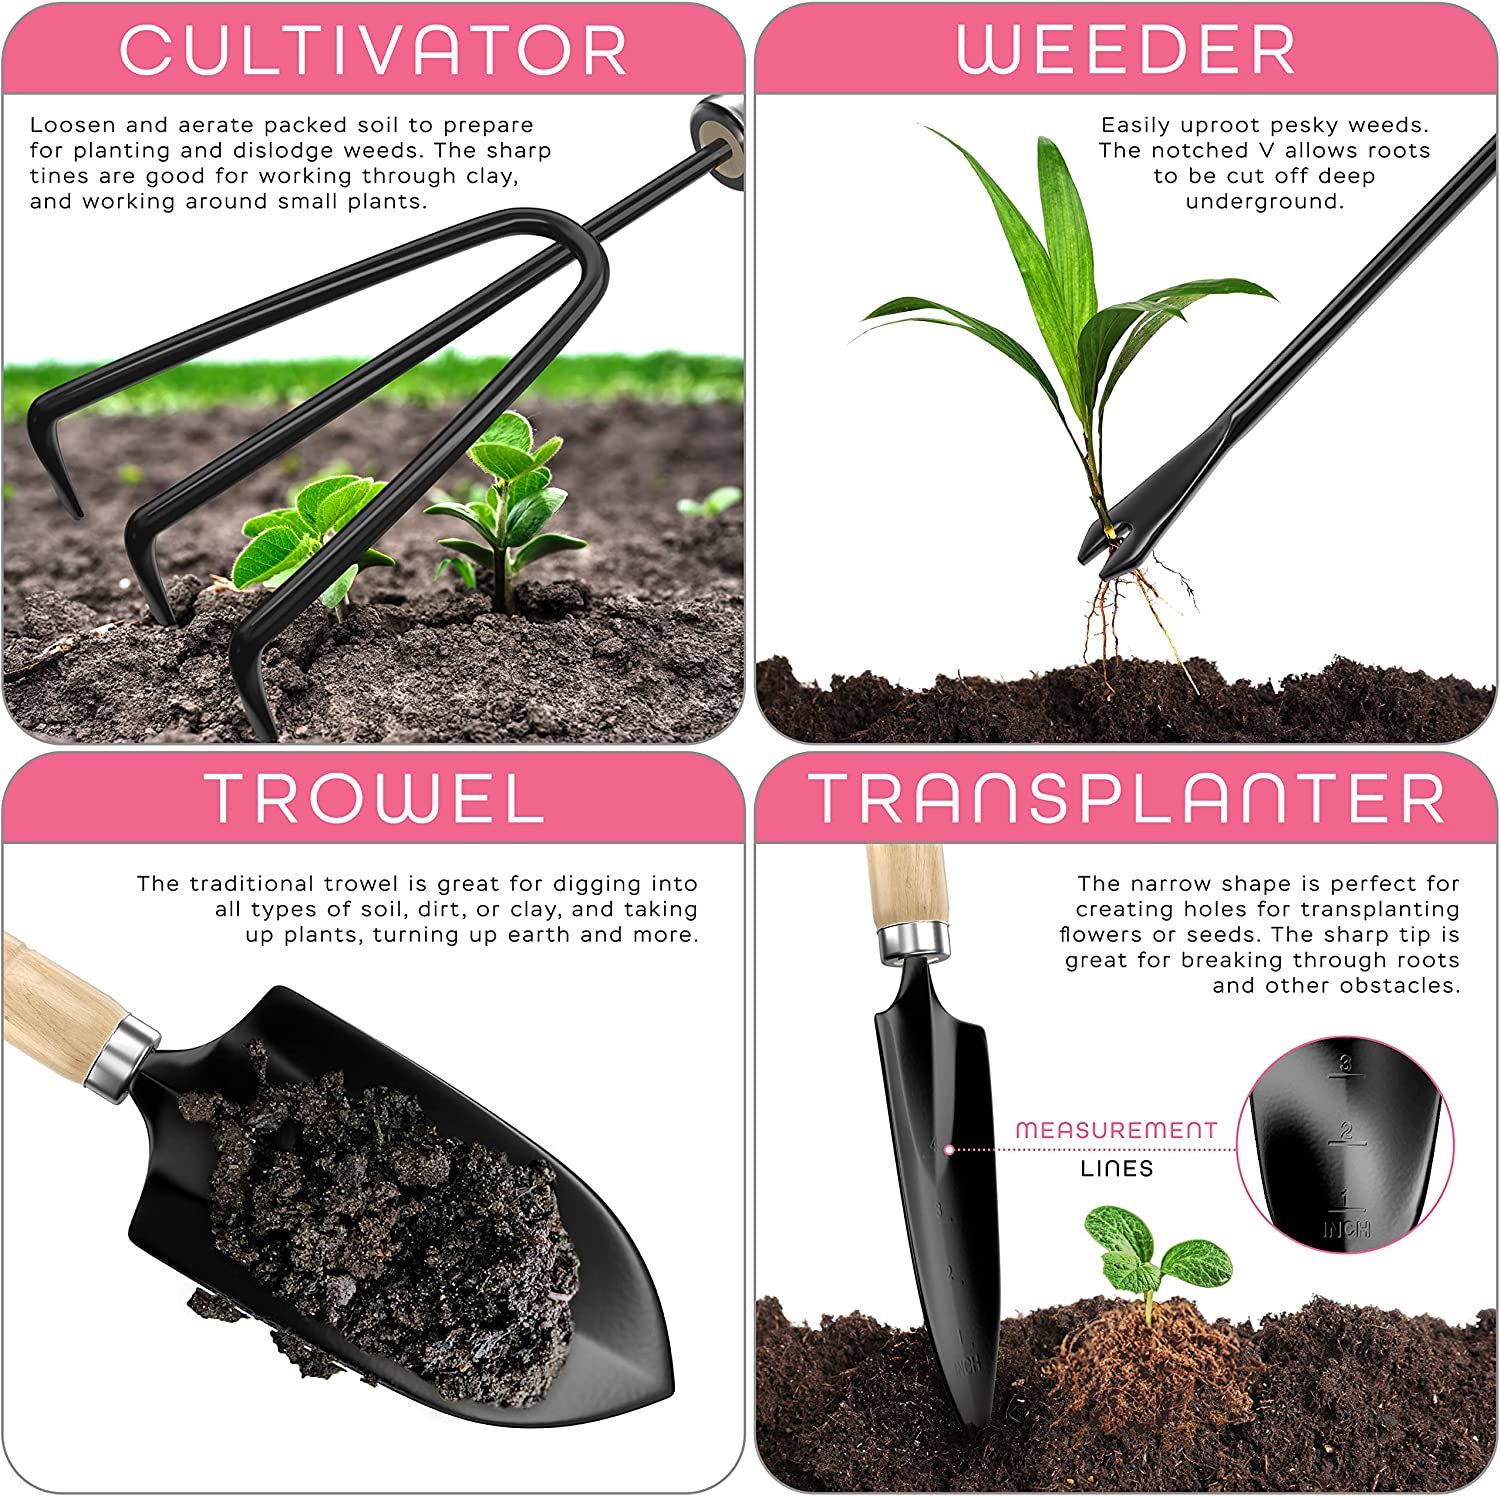 CULTIVATOR
Loosen and aerate packed soil to prepare
for planting and dislodge weeds. The sharp
tines are good for working through clay,
and working around small plants.
WEEDER
Easily uproot pesky weeds.
The notched V allows roots
to be cut off deep
underground.
TROWEL
The traditional trowel is great for digging into
all types of soil, dirt, or clay, and taking
up plants, turning up earth and more.
TRANSPLANTER
The narrow shape is perfect for
creating holes for transplanting
flowers or seeds. The sharp tip is
great for breaking through roots
and other obstacles.
MEASUREMENT
LINES
3
2
1
INCH
4
3
2
1
INCH